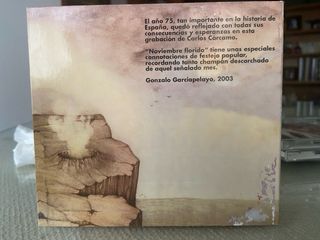 El año 75, tan importante en la historia de
España, quedó reflejado con todas sus
consecuencias y esperanzas en esta
grabación de Carlos Cárcamo.
"Noviembre florido" tiene unas especiales
connotaciones de festejo popular,
recordando tanto champán descorchado
de aquel señalado mes.
Gonzalo Garciapelayo, 2003